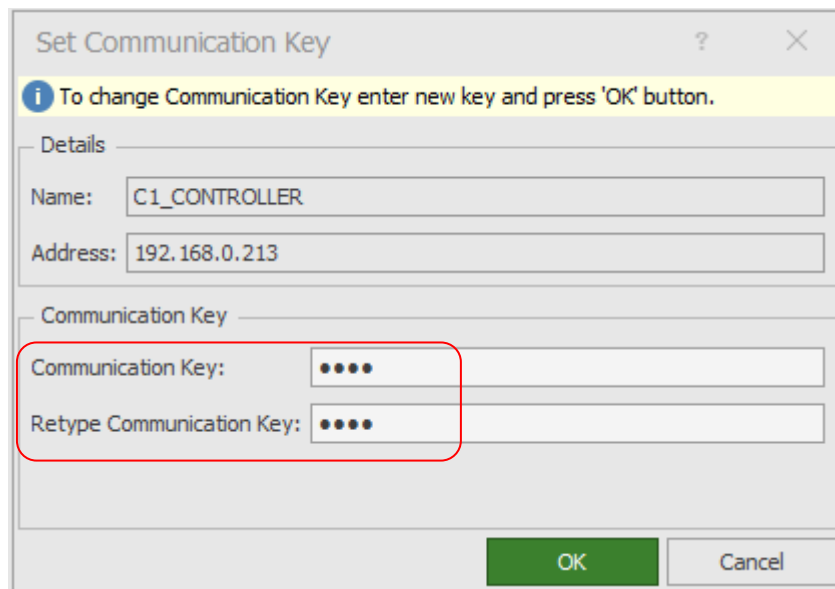 Set Communication Key
To change Communication Key enter new key and press 'OK' button.
Details
Name: C1_CONTROLLER
Address: 192.168.0.213
Communication Key
Communication Key: ●●●●
Retype Communication Key: ●●●●
OK Cancel